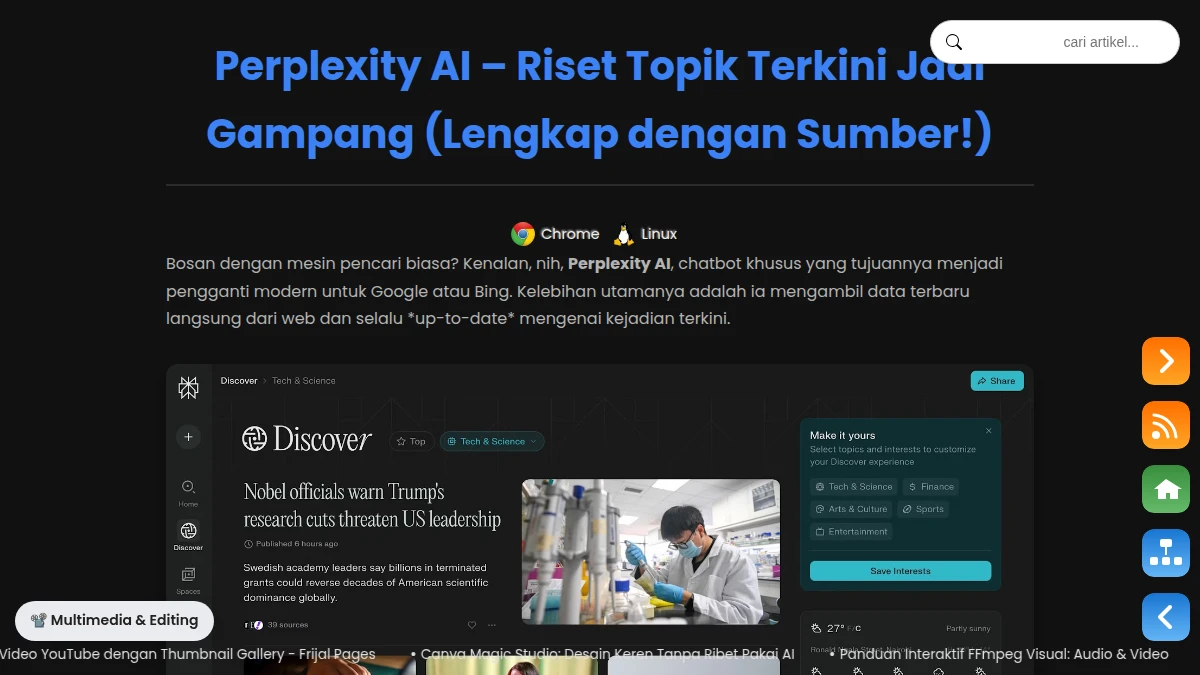 cari artikel...
Perplexity AI – Riset Topik Terkini Jadi
Gampang (Lengkap dengan Sumber!)
Chrome Linux
Bosan dengan mesin pencari biasa? Kenalan, nih, Perplexity AI, chatbot khusus yang tujuannya menjadi
pengganti modern untuk Google atau Bing. Kelebihan utamanya adalah ia mengambil data terbaru
langsung dari web dan selalu *up-to-date* mengenai kejadian terkini.
Discover > Tech & Science
Share
Discover
Top
Tech & Science
Home
Discover
Spaces
Nobel officials warn Trump's
research cuts threaten US leadership
Published 6 hours ago
Swedish academy leaders say billions in terminated
grants could reverse decades of American scientific
dominance globally.
39 sources
Make it yours
Select topics and interests to customize
your Discover experience
Tech & Science
$ Finance
Arts & Culture
Sports
Entertainment
Save Interests
27° F/C
Partly sunny
Multimedia & Editing
Video YouTube dengan Thumbnail Gallery - Frijal Pages
• Canva Magic Studio: Desain Keren Tanpa Ribet Pakai AI
• Panduan Interaktif FFmpeg Visual: Audio & Video